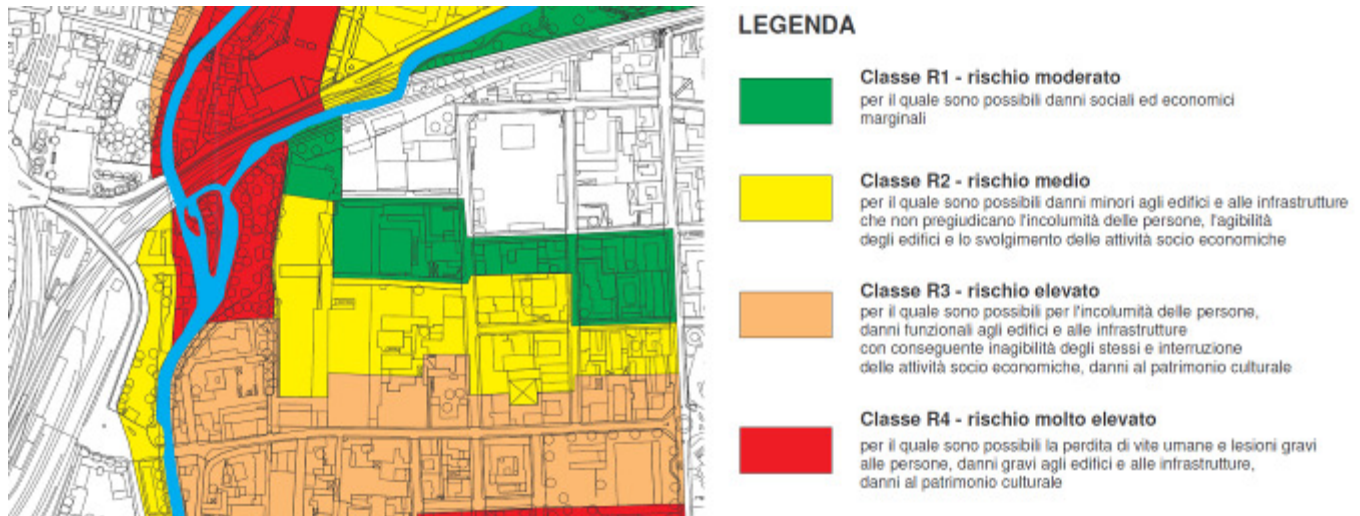 LEGENDA
Classe R1 - rischio moderato
per il quale sono possibili danni sociali ed economici
marginali
Classe R2 - rischio medio
per il quale sono possibili danni minori agli edifici e alle infrastrutture
che non pregiudicano l'incolumità delle persone, l'agibilità
degli edifici e lo svolgimento delle attività socio economiche
Classe R3 - rischio elevato
per il quale sono possibili per l'incolumità delle persone,
danni funzionali agli edifici e alle infrastrutture
con conseguente inagibilità degli stessi e interruzione
delle attività socio economiche, danni al patrimonio culturale
Classe R4 - rischio molto elevato
per il quale sono possibili la perdita di vite umane e lesioni gravi
alle persone, danni gravi agli edifici e alle infrastrutture,
danni al patrimonio culturale